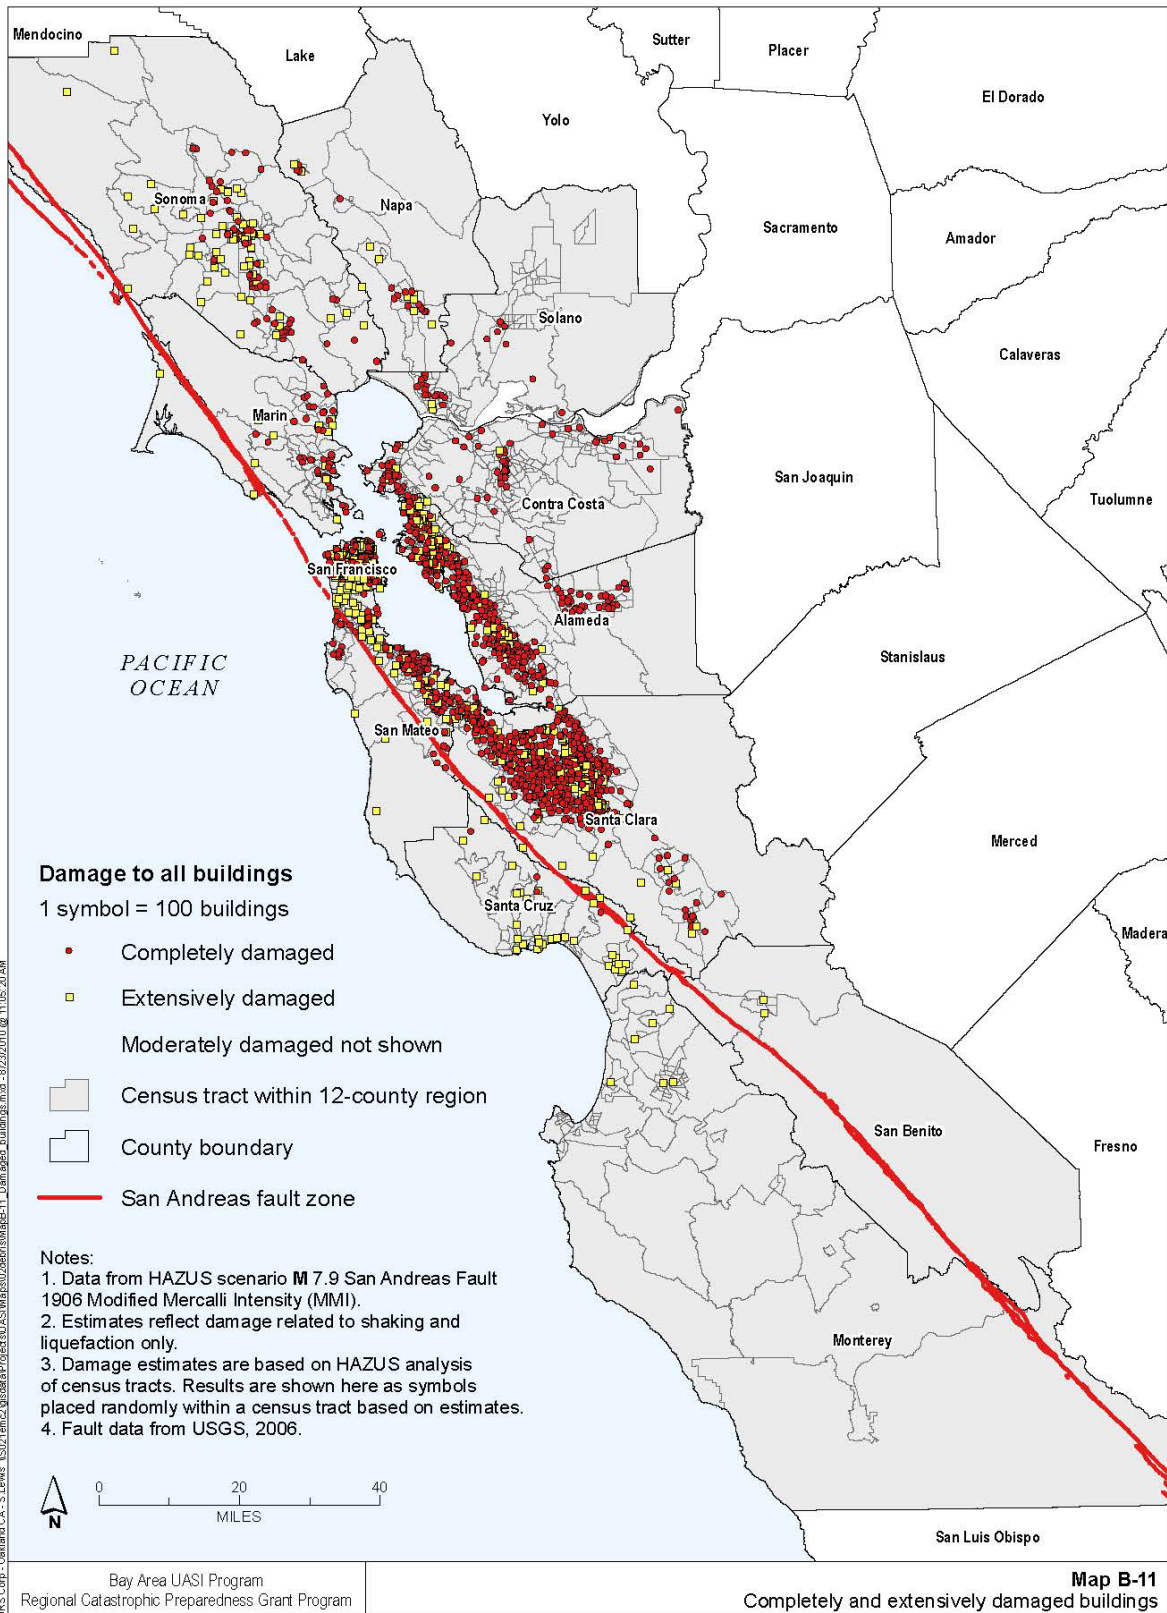 Mendocino
Lake
Sutter
Placer
El Dorado
Yolo
Sonoma
Napa
Sacramento
Amador
Solano
Calaveras
Marin
San Joaquin
Contra Costa
Tuolumne
San Francisco
Alameda
Stanislaus
PACIFIC
OCEAN
San Mateo
Santa Clara
Merced
Santa Cruz
Madera
San Benito
Fresno
Monterey
San Luis Obispo
Damage to all buildings
1 symbol = 100 buildings
Completely damaged
Extensively damaged
Moderately damaged not shown
Census tract within 12-county region
County boundary
San Andreas fault zone
Notes:
1. Data from HAZUS scenario M 7.9 San Andreas Fault
1906 Modified Mercalli Intensity (MMI).
2. Estimates reflect damage related to shaking and
liquefaction only.
3. Damage estimates are based on HAZUS analysis
of census tracts. Results are shown here as symbols
placed randomly within a census tract based on estimates.
4. Fault data from USGS, 2006.
N
0 20 40
MILES
Bay Area UASI Program
Regional Catastrophic Preparedness Grant Program
Map B-11
Completely and extensively damaged buildings